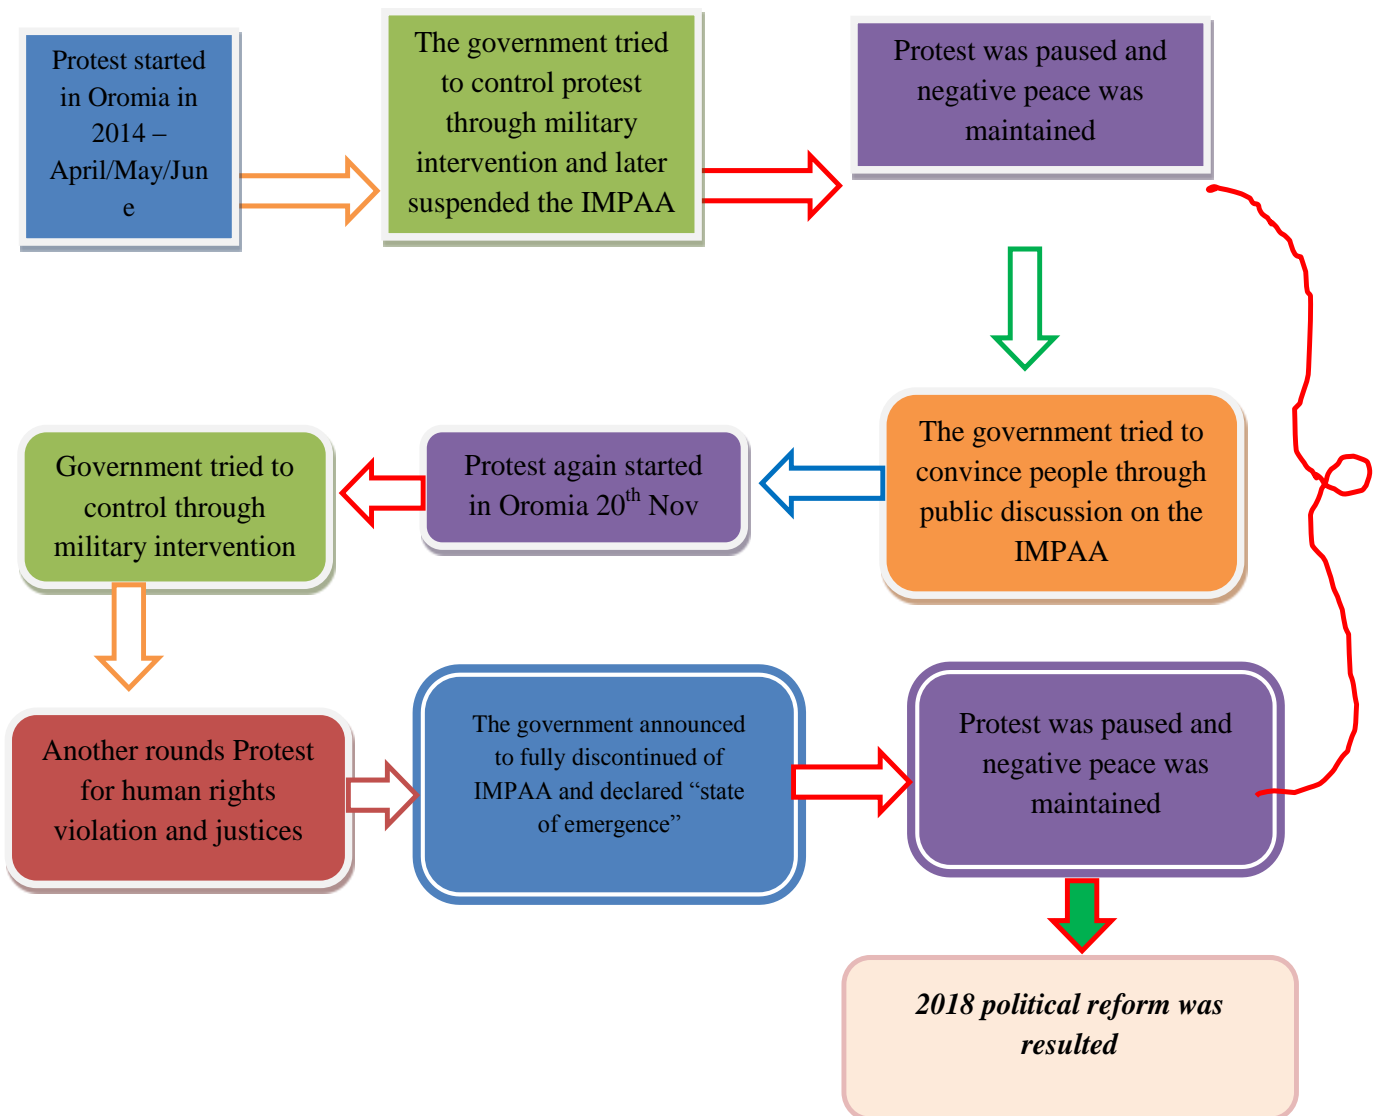 Protest started
in Oromia in
2014 –
April/May/Jun
e
The government tried
to control protest
through military
intervention and later
suspended the IMPAA
Protest was paused and
negative peace was
maintained
The government tried to
convince people through
public discussion on the
IMPAA
Protest again started
in Oromia 20th Nov
Government tried to
control through
military intervention
Another rounds Protest
for human rights
violation and justices
The government announced
to fully discontinued of
IMPAA and declared “state
of emergence”
Protest was paused and
negative peace was
maintained
2018 political reform was
resulted